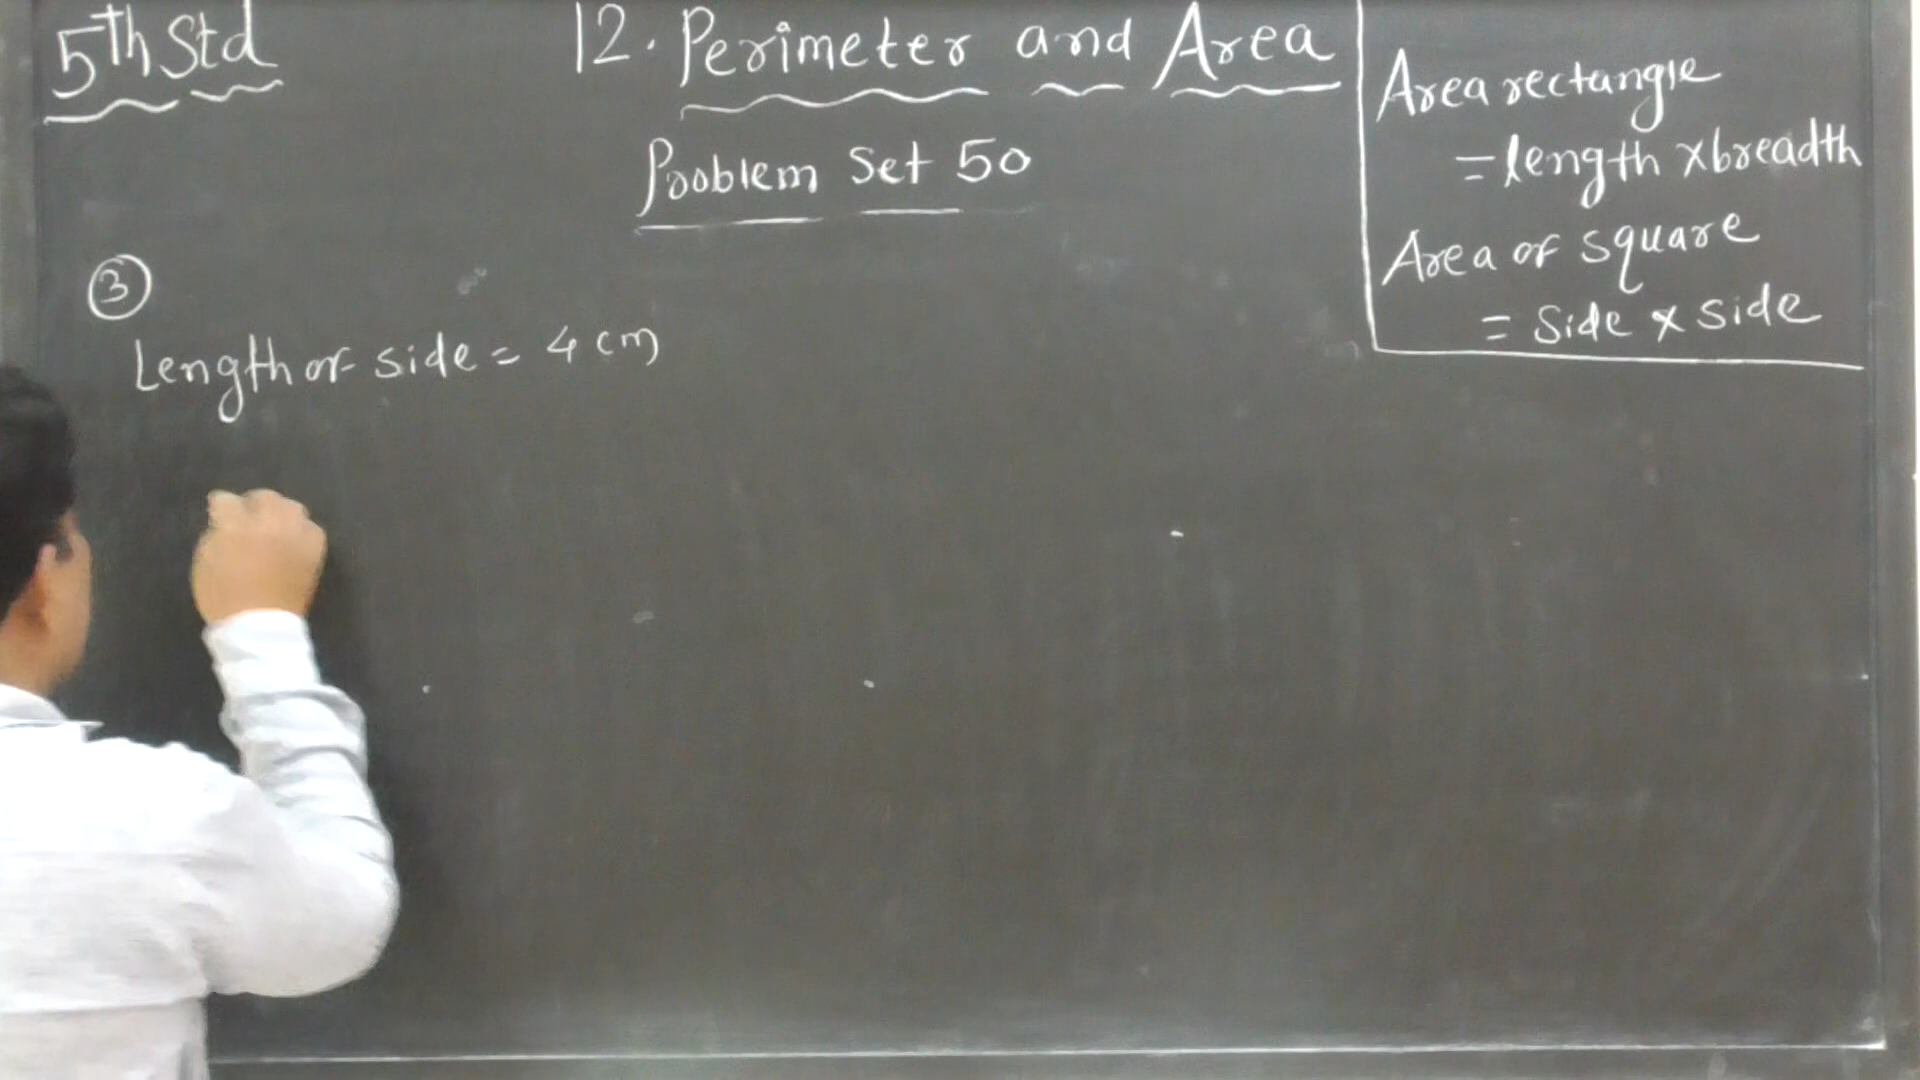 5th Std
12. Perimeter and Area
Problem Set 50
3
Length of side = 4 cm
Area rectangle
= length × breadth
Area of square
= Side × side